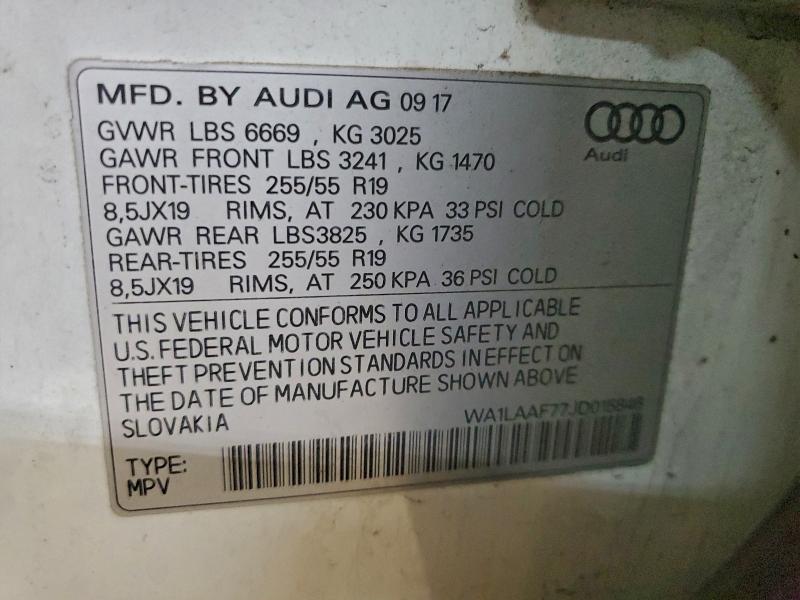 MFD. BY AUDI AG 09 17
GVWR LBS 6669 , KG 3025
GAWR FRONT LBS 3241 , KG 1470
FRONT-TIRES 255/55 R19
8,5JX19 RIMS, AT 230 KPA 33 PSI COLD
GAWR REAR LBS3825 , KG 1735
REAR-TIRES 255/55 R19
8,5JX19 RIMS, AT 250 KPA 36 PSI COLD
Audi
THIS VEHICLE CONFORMS TO ALL APPLICABLE
U.S. FEDERAL MOTOR VEHICLE SAFETY AND
THEFT PREVENTION STANDARDS IN EFFECT ON
THE DATE OF MANUFACTURE SHOWN ABOVE
SLOVAKIA
TYPE:
MPV